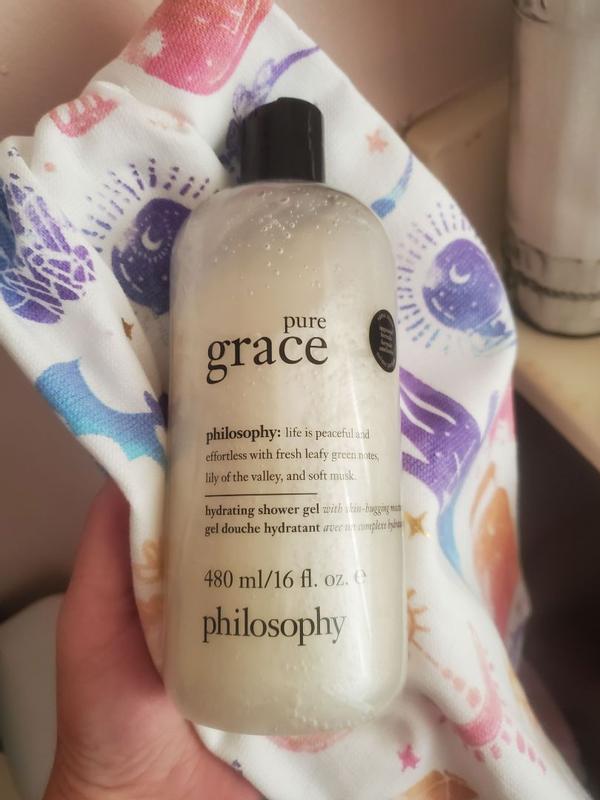 pure
grace
philosophy: life is peaceful and
effortless with fresh leafy green notes,
lily of the valley, and soft musk.
hydrating shower gel with skin-hugging
gel douche hydratant avec un complexe
480 ml/16 fl. oz. ℮
philosophy